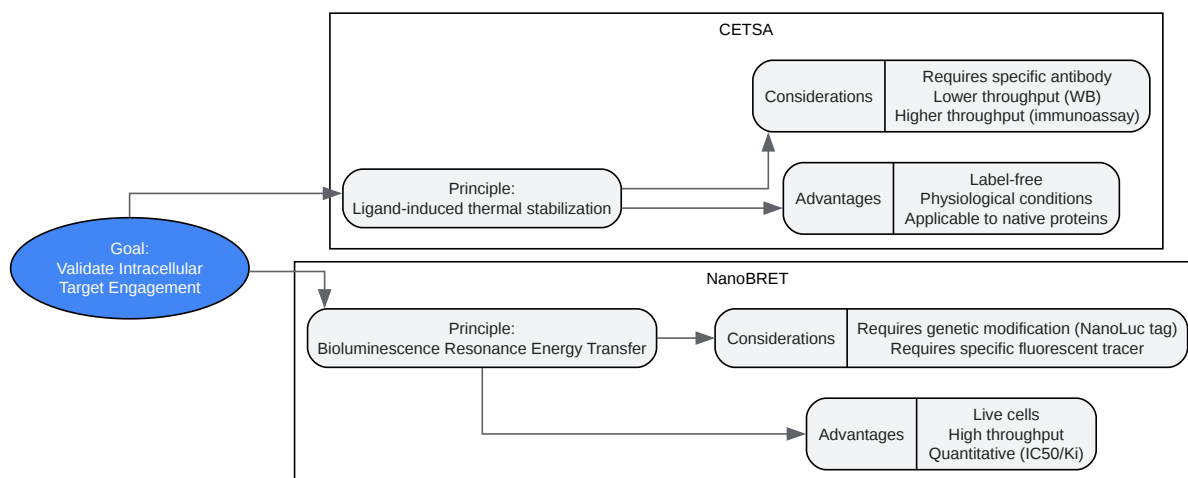 CETSA
Considerations
Requires specific antibody
Lower throughput (WB)
Higher throughput (immunoassay)
Principle:
Ligand-induced thermal stabilization
Advantages
Label-free
Physiological conditions
Applicable to native proteins
Goal:
Validate Intracellular
Target Engagement
NanoBRET
Principle:
Bioluminescence Resonance Energy Transfer
Considerations
Requires genetic modification (NanoLuc tag)
Requires specific fluorescent tracer
Advantages
Live cells
High throughput
Quantitative (IC50/Ki)